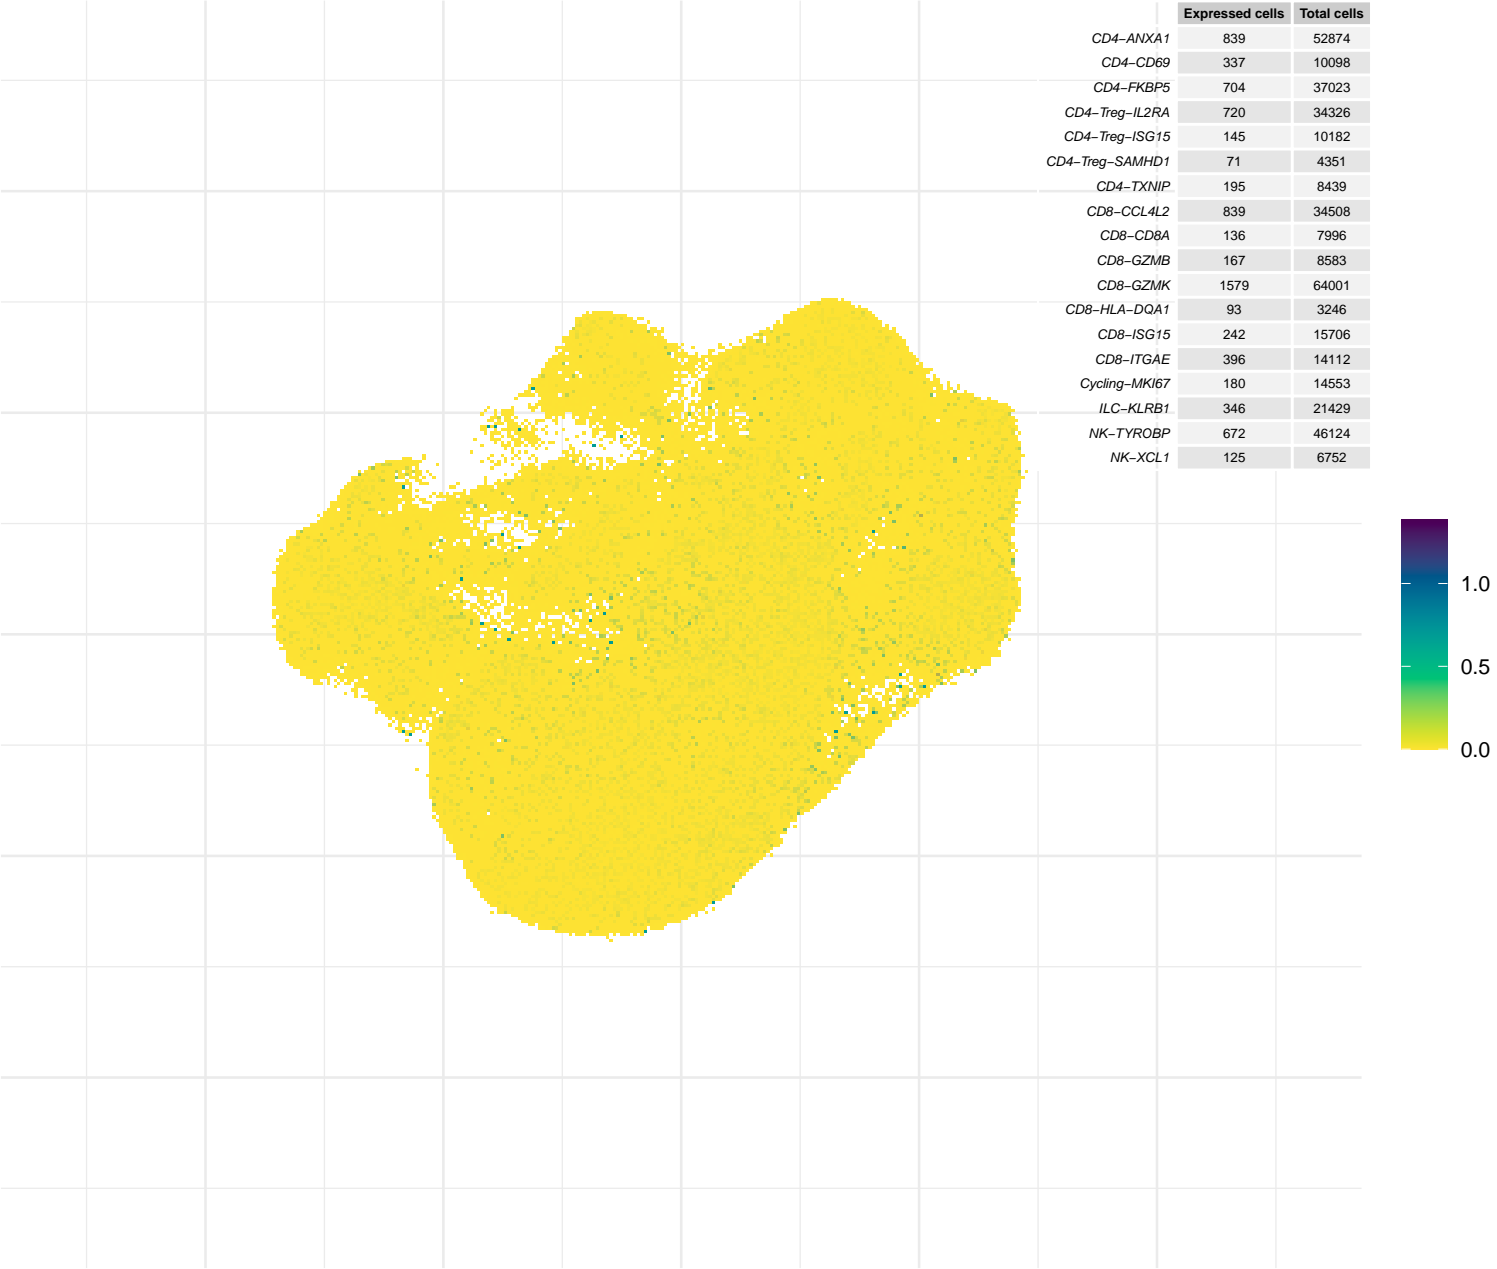 Expressed cells Total cells
CD4−ANXA1 839 52874
CD4−CD69 337 10098
CD4−FKBP5 704 37023
CD4−Treg−IL2RA 720 34326
CD4−Treg−ISG15 145 10182
CD4−Treg−SAMHD1 71 4351
CD4−TXNIP 195 8439
CD8−CCL4L2 839 34508
CD8−CD8A 136 7996
CD8−GZMB 167 8583
CD8−GZMK 1579 64001
CD8−HLA−DQA1 93 3246
CD8−ISG15 242 15706
CD8−ITGAE 396 14112
Cycling−MKI67 180 14553
ILC−KLRB1 346 21429
NK−TYROBP 672 46124
NK−XCL1 125 6752
1.0
0.5
0.0